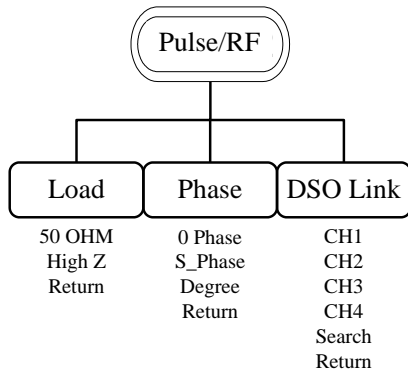 Pulse/RF
Load
50 OHM
High Z
Return
Phase
0 Phase
S_Phase
Degree
Return
DSO Link
CH1
CH2
CH3
CH4
Search
Return